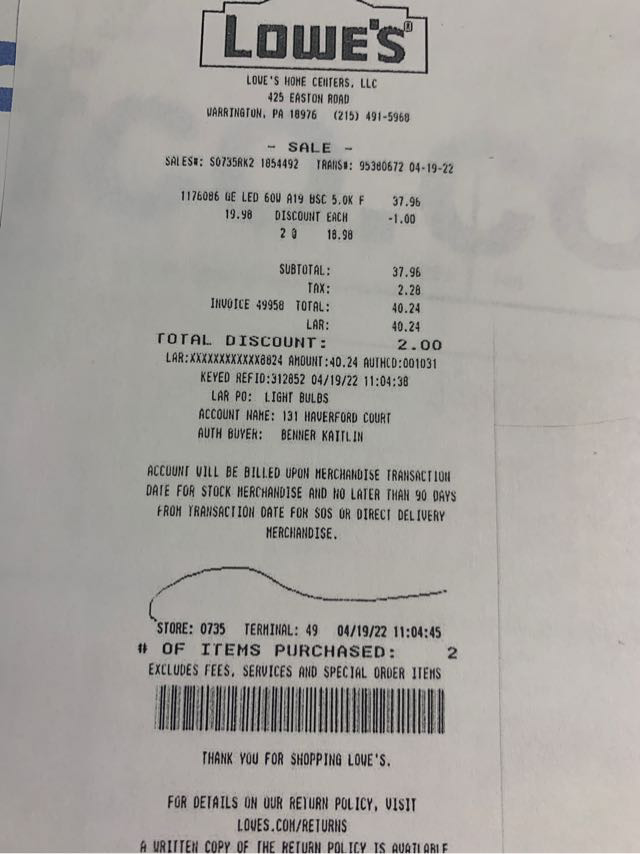 LOWE'S®
LOWE'S HOME CENTERS, LLC
425 EASTON ROAD
WARRINGTON, PA 18976 (215) 491-5968
- SALE -
SALES#: S0735RK2 1854492 TRANS#: 95380672 04-19-22
1176086 GE LED 60W A19 BSC 5.0K F 37.96
19.98 DISCOUNT EACH -1.00
2 @ 18.98
SUBTOTAL: 37.96
TAX: 2.28
INVOICE 49958 TOTAL: 40.24
LAR: 40.24
TOTAL DISCOUNT: 2.00
LAR:XXXXXXXXXXXX8824 AMOUNT:40.24 AUTHCD:001031
KEYED REFID:312852 04/19/22 11:04:38
LAR PO: LIGHT BULBS
ACCOUNT NAME: 131 HAVERFORD COURT
AUTH BUYER: BENNER KAITLIN
ACCOUNT WILL BE BILLED UPON MERCHANDISE TRANSACTION
DATE FOR STOCK MERCHANDISE AND NO LATER THAN 90 DAYS
FROM TRANSACTION DATE FOR SOS OR DIRECT DELIVERY
MERCHANDISE.
STORE: 0735 TERMINAL: 49 04/19/22 11:04:45
# OF ITEMS PURCHASED: 2
EXCLUDES FEES, SERVICES AND SPECIAL ORDER ITEMS
THANK YOU FOR SHOPPING LOWE'S.
FOR DETAILS ON OUR RETURN POLICY, VISIT
LOWES.COM/RETURNS
A WRITTEN COPY OF THE RETURN POLICY IS AVAILABLE